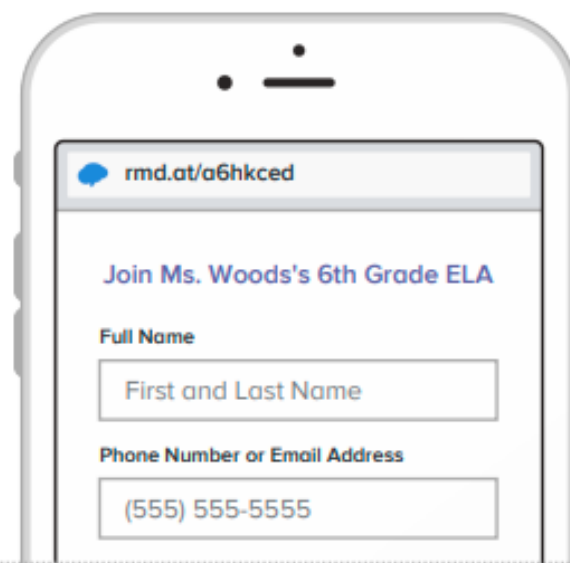 rmd.at/a6hkced
Join Ms. Woods's 6th Grade ELA
Full Name
First and Last Name
Phone Number or Email Address
(555) 555-5555